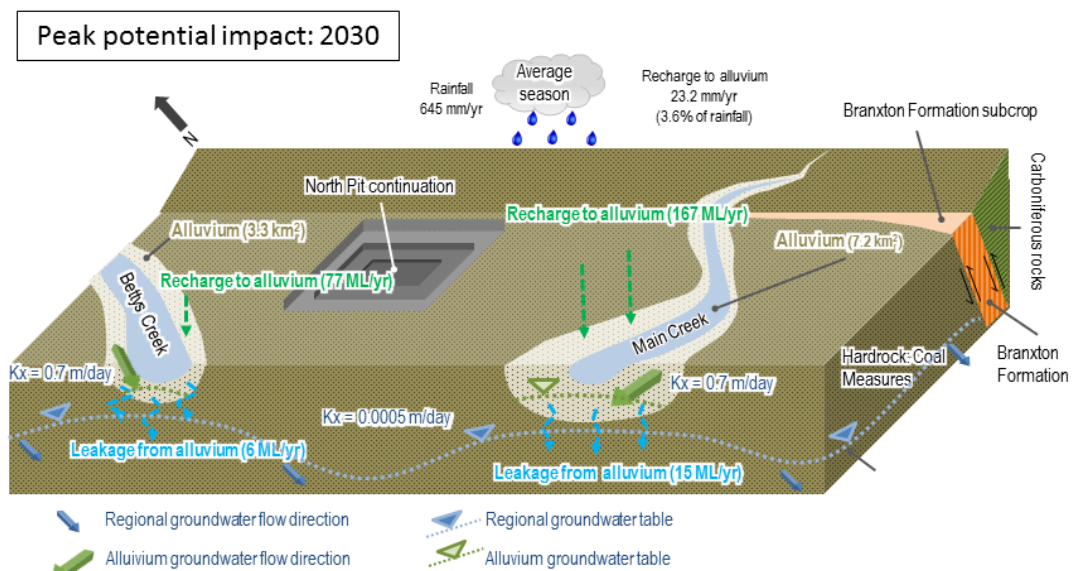 Peak potential impact: 2030
Rainfall
645 mm/yr
Average
season
Recharge to alluvium
23.2 mm/yr
(3.6% of rainfall)
N
Branxton Formation subcrop
Carboniferous rocks
North Pit continuation
Recharge to alluvium (167 ML/yr)
Alluvium (3.3 km²)
Alluvium (7.2 km²)
Recharge to alluvium (77 ML/yr)
Bettys Creek
Main Creek
Hardrock: Coal
Measures
Branxton
Formation
Kx = 0.7 m/day
Kx = 0.7 m/day
Kx = 0.0005 m/day
Leakage from alluvium (6 ML/yr)
Leakage from alluvium (15 ML/yr)
Regional groundwater flow direction
Regional groundwater table
Alluivium groundwater flow direction
Alluvium groundwater table